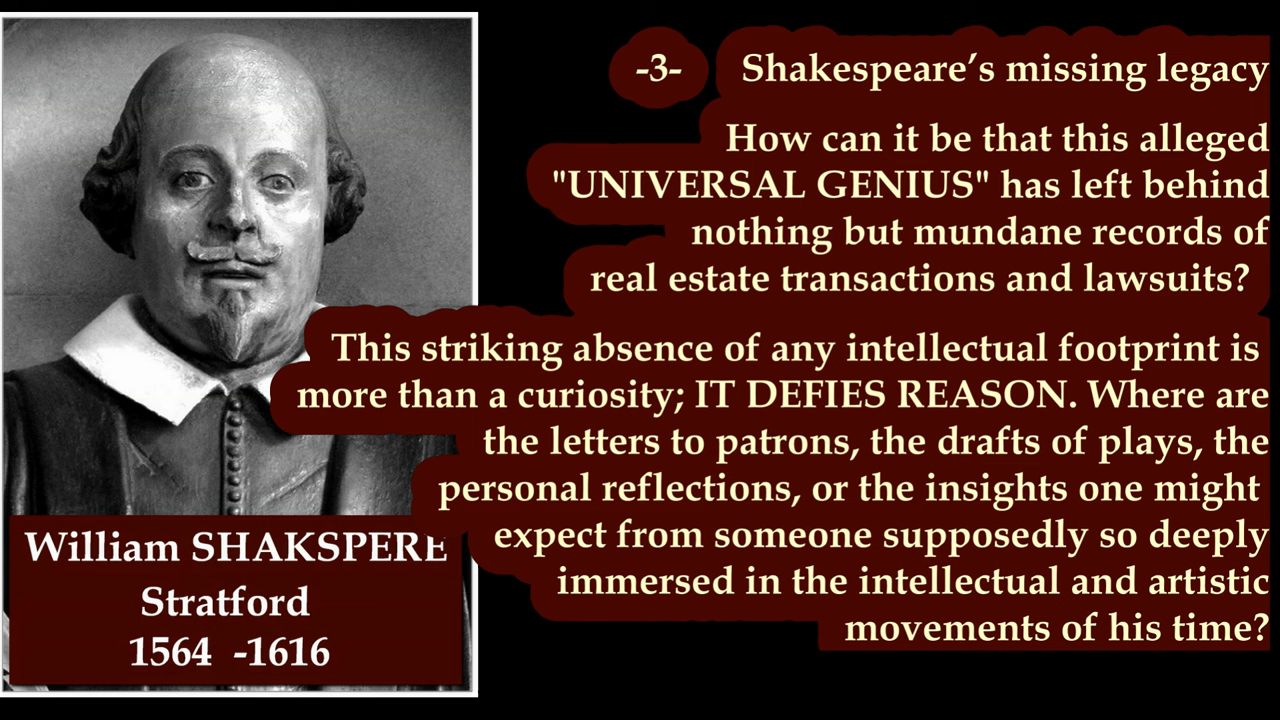 -3- Shakespeare’s missing legacy
How can it be that this alleged
"UNIVERSAL GENIUS" has left behind
nothing but mundane records of
real estate transactions and lawsuits?
This striking absence of any intellectual footprint is
more than a curiosity; IT DEFIES REASON. Where are
the letters to patrons, the drafts of plays, the
personal reflections, or the insights one might
expect from someone supposedly so deeply
immersed in the intellectual and artistic
movements of his time?
William SHAKSPERE
Stratford
1564 -1616